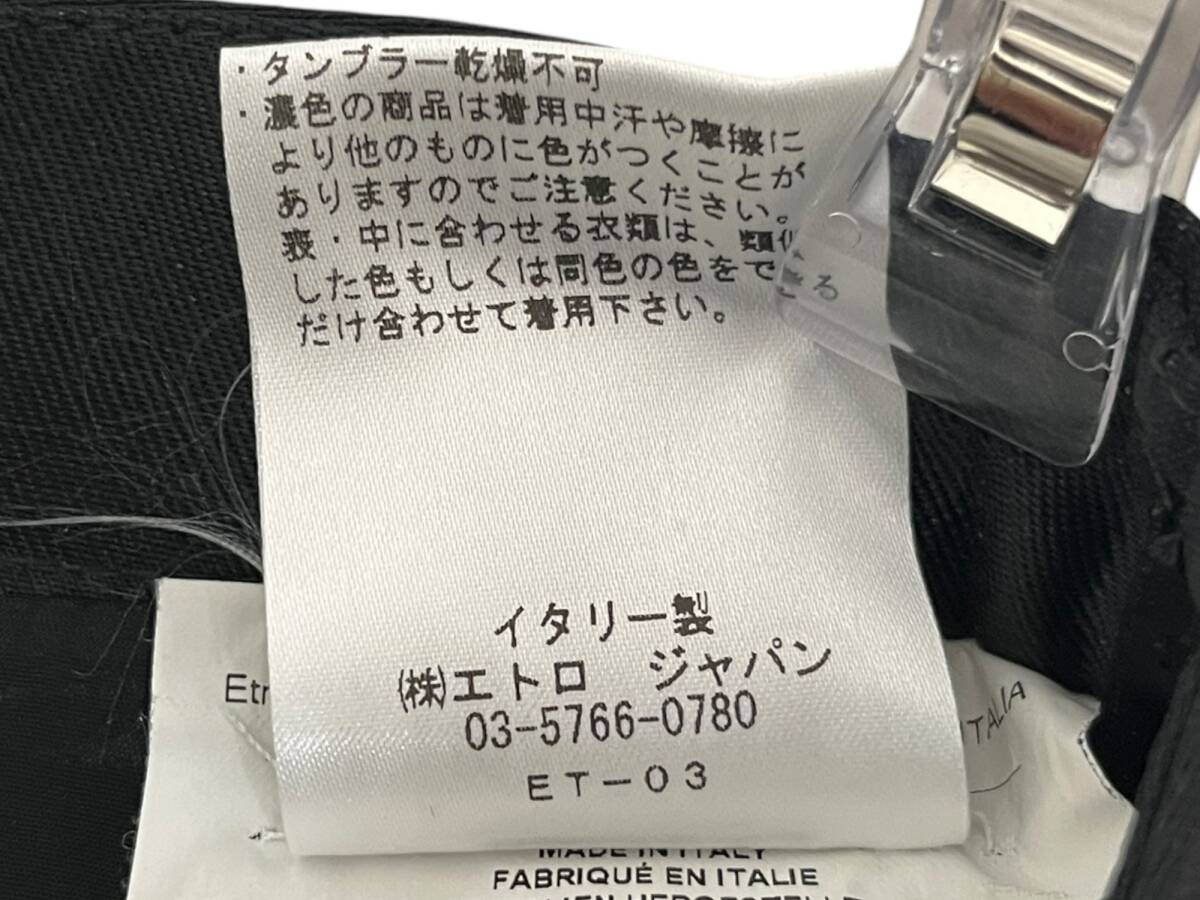 ・タンブラー乾燥不可
・濃色の商品は着用中汗や摩擦に
より他のものに色がつくことが
ありますのでご注意ください。
・中に合わせる衣類は、類似
した色もしくは同色の色をできる
だけ合わせて着用下さい。
イタリー製
(株)エトロ ジャパン
03-5766-0780
ET-03
Etr
ITALIA
MADE IN ITALY
FABRIQUÉ EN ITALIE